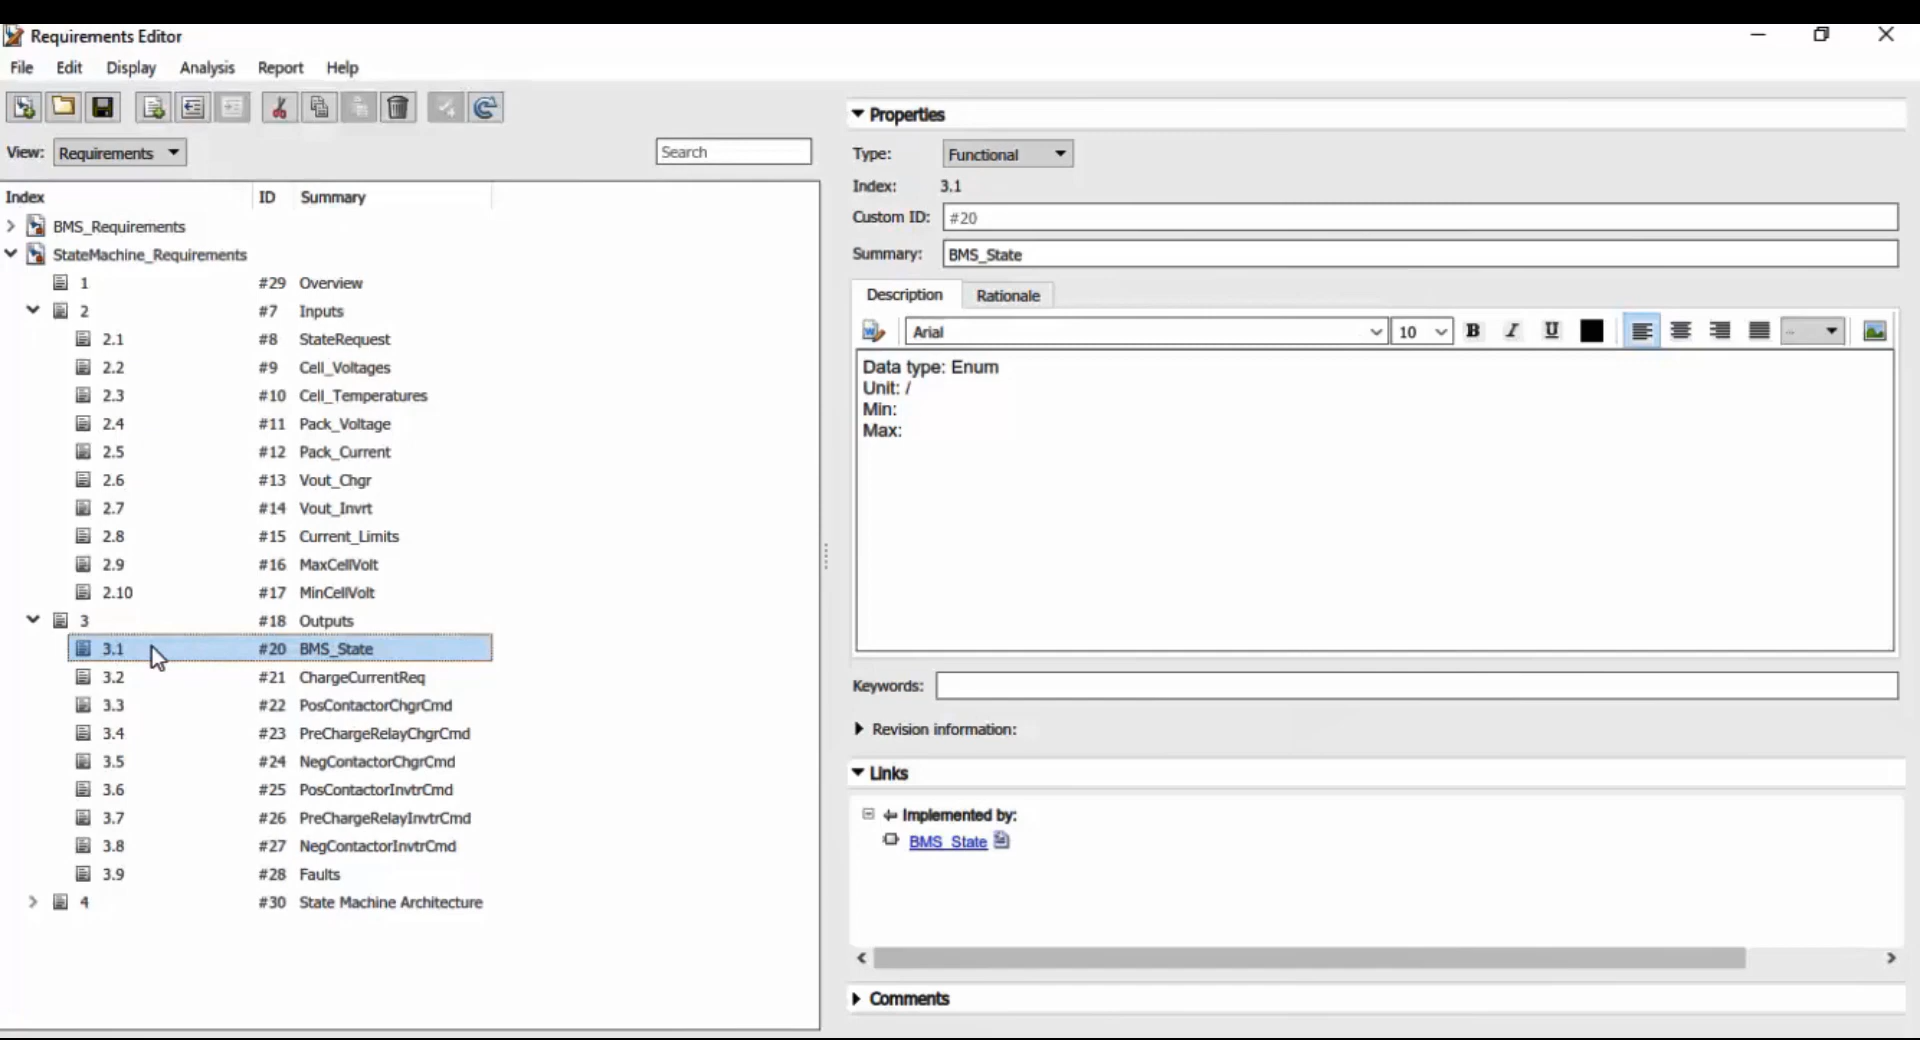 Requirements Editor
File Edit Display Analysis Report Help
View: Requirements
Search
Index ID Summary
BMS_Requirements
StateMachine_Requirements
1 #29 Overview
2 #7 Inputs
2.1 #8 StateRequest
2.2 #9 Cell_Voltages
2.3 #10 Cell_Temperatures
2.4 #11 Pack_Voltage
2.5 #12 Pack_Current
2.6 #13 Vout_Chgr
2.7 #14 Vout_Invrt
2.8 #15 Current_Limits
2.9 #16 MaxCellVolt
2.10 #17 MinCellVolt
3 #18 Outputs
3.1 #20 BMS_State
3.2 #21 ChargeCurrentReq
3.3 #22 PosContactorChgrCmd
3.4 #23 PreChargeRelayChgrCmd
3.5 #24 NegContactorChgrCmd
3.6 #25 PosContactorInvtrCmd
3.7 #26 PreChargeRelayInvtrCmd
3.8 #27 NegContactorInvtrCmd
3.9 #28 Faults
4 #30 State Machine Architecture
Properties
Type: Functional
Index: 3.1
Custom ID: #20
Summary: BMS_State
Description Rationale
Arial 10 B I U
Data type: Enum
Unit: /
Min:
Max:
Keywords:
Revision information:
Links
Implemented by:
BMS_State
Comments